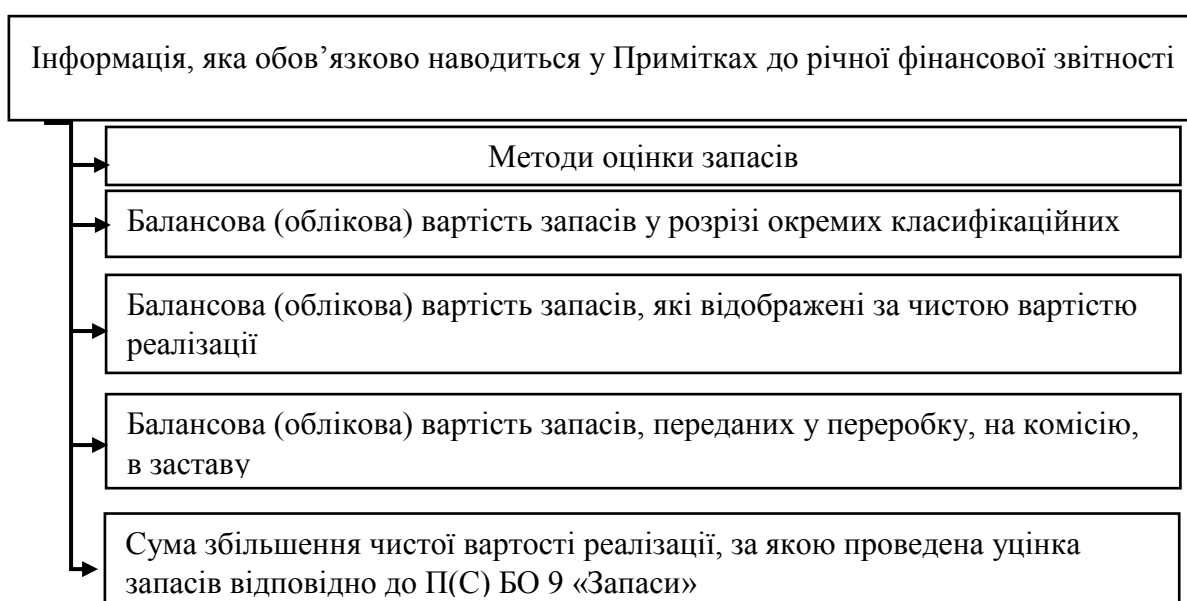 Інформація, яка обов’язково наводиться у Примітках до річної фінансової звітності
Методи оцінки запасів
Балансова (облікова) вартість запасів у розрізі окремих класифікаційних
Балансова (облікова) вартість запасів, які відображені за чистою вартістю
реалізації
Балансова (облікова) вартість запасів, переданих у переробку, на комісію,
в заставу
Сума збільшення чистої вартості реалізації, за якою проведена уцінка
запасів відповідно до П(С) БО 9 «Запаси»